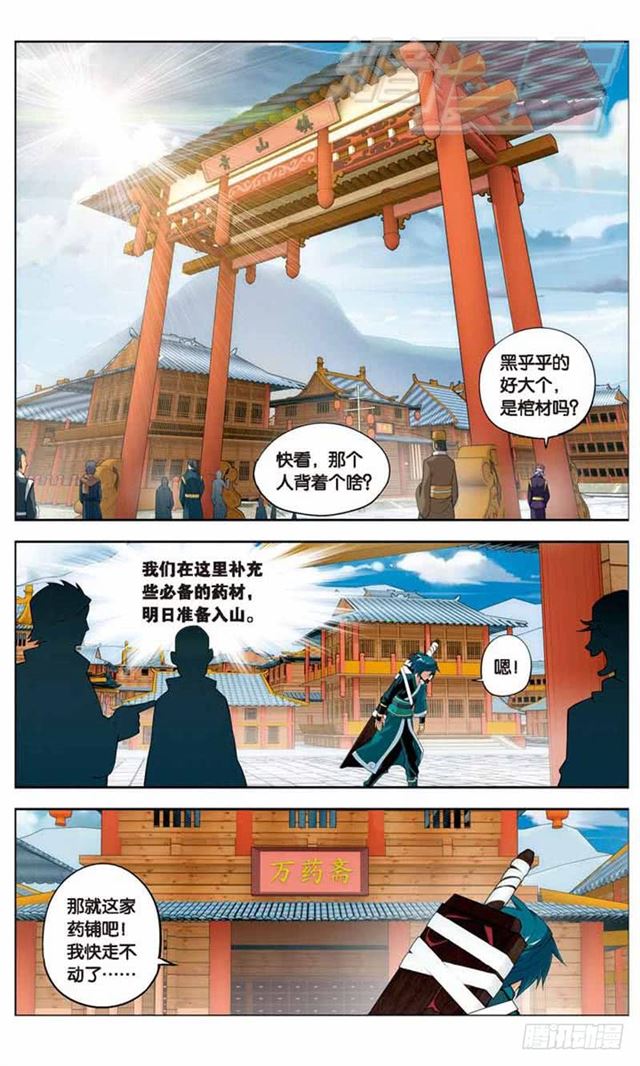 青山镇
黑乎乎的
好大个，
是棺材吗？
快看，那个
人背着个啥？
我们在这里补充
些必备的药材，
明日准备入山。
嗯！
万药斋
那就这家
药铺吧！
我快走不
动了……
腾讯动漫